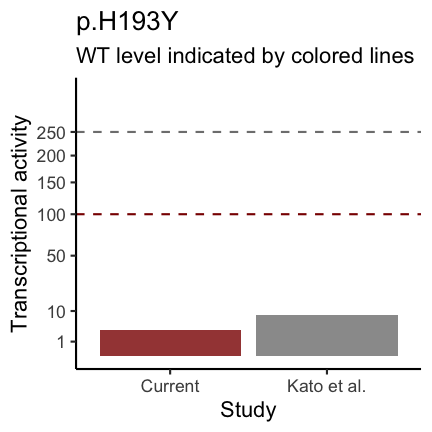 p.H193Y
WT level indicated by colored lines
Transcriptional activity
250
200
150
100
50
10
1
Current
Kato et al.
Study